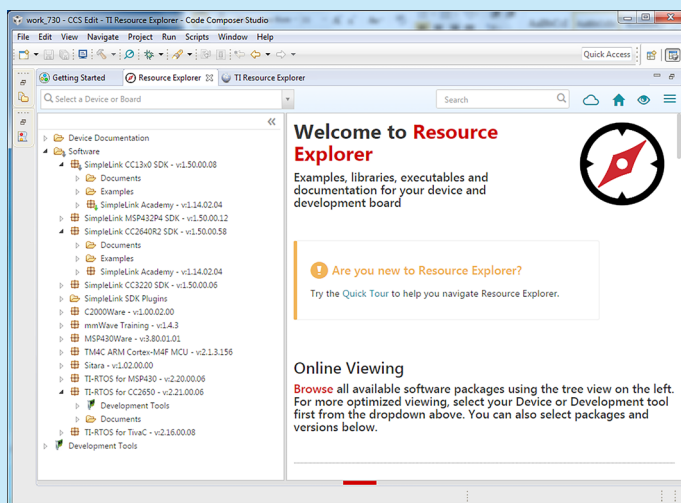 work_730 - CCS Edit - TI Resource Explorer - Code Composer Studio
File Edit View Navigate Project Run Scripts Window Help
Quick Access
Getting Started Resource Explorer TI Resource Explorer
Select a Device or Board
Search
Device Documentation
Software
SimpleLink CC13x0 SDK - v:1.50.00.08
Documents
Examples
SimpleLink Academy - v:1.14.02.04
SimpleLink MSP432P4 SDK - v:1.50.00.12
SimpleLink CC2640R2 SDK - v:1.50.00.58
Documents
Examples
SimpleLink Academy - v:1.14.02.04
SimpleLink CC3220 SDK - v:1.50.00.06
SimpleLink SDK Plugins
C2000Ware - v:1.00.02.00
mmWave Training - v:1.4.3
MSP430Ware - v:3.80.01.01
TM4C ARM Cortex-M4F MCU - v:2.1.3.156
Sitara - v:1.02.00.00
TI-RTOS for MSP430 - v:2.20.00.06
TI-RTOS for CC2650 - v:2.21.00.06
Development Tools
Documents
TI-RTOS for TivaC - v:2.16.00.08
Development Tools
Welcome to Resource
Explorer
Examples, libraries, executables and
documentation for your device and
development board
Are you new to Resource Explorer?
Try the Quick Tour to help you navigate Resource Explorer.
Online Viewing
Browse all available software packages using the tree view on the left.
For more optimized viewing, select your Device or Development tool
first from the dropdown above. You can also select packages and
versions below.